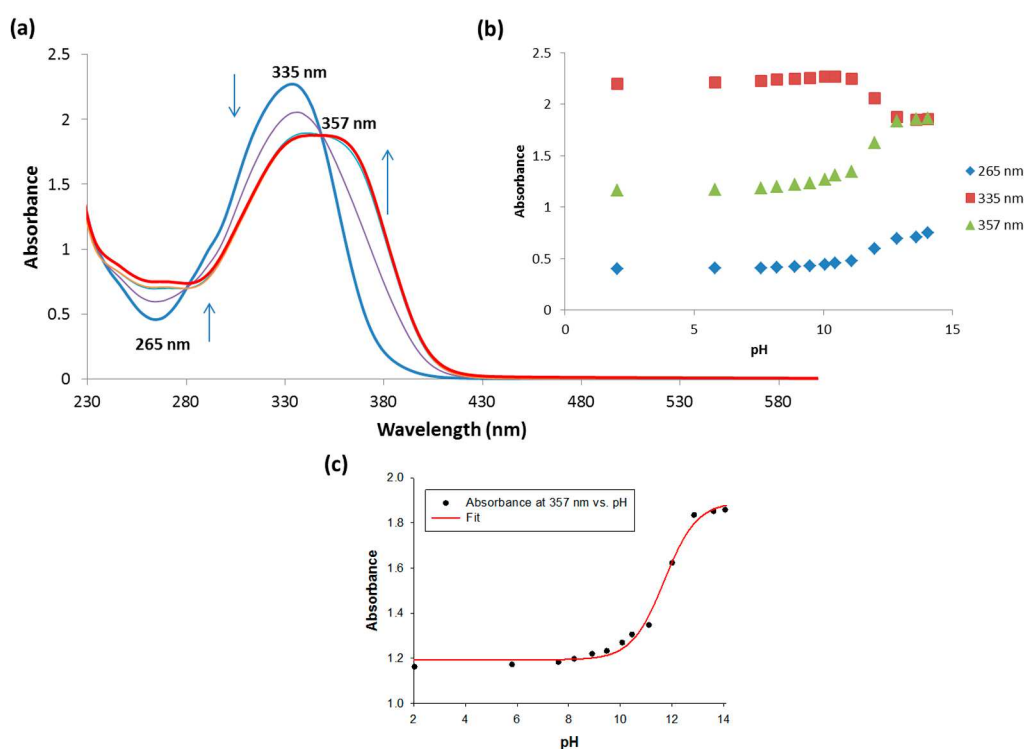 (a)
(b)
335 nm
357 nm
265 nm
Absorbance
2.5
2
1.5
1
0.5
0
230
280
330
380
430
480
530
580
Wavelength (nm)
Absorbance
2.5
2
1.5
1
0.5
0
0
5
10
15
pH
265 nm
335 nm
357 nm
(c)
Absorbance at 357 nm vs. pH
Fit
Absorbance
2.0
1.8
1.6
1.4
1.2
1.0
2
4
6
8
10
12
14
pH